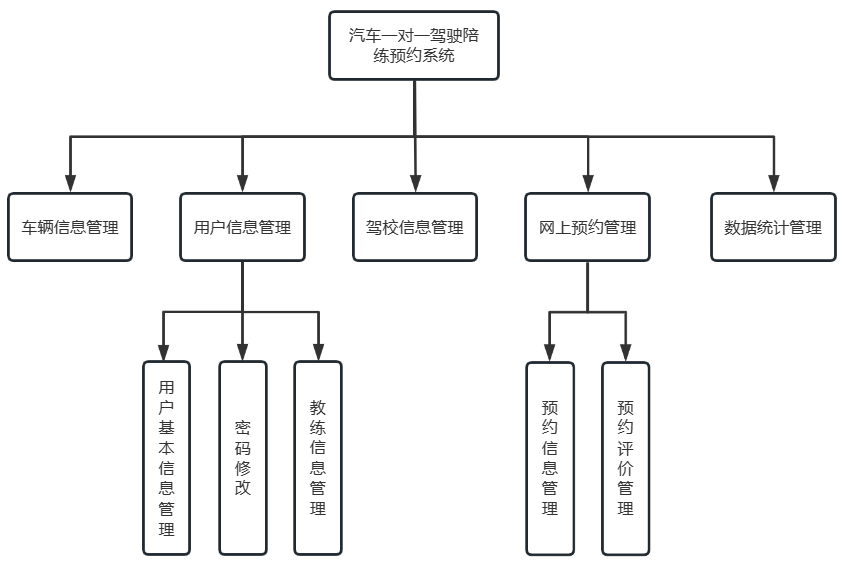 汽车一对一驾驶陪
练预约系统
车辆信息管理
用户信息管理
驾校信息管理
网上预约管理
数据统计管理
用户基本信息管理
密码修改
教练信息管理
预约信息管理
预约评价管理